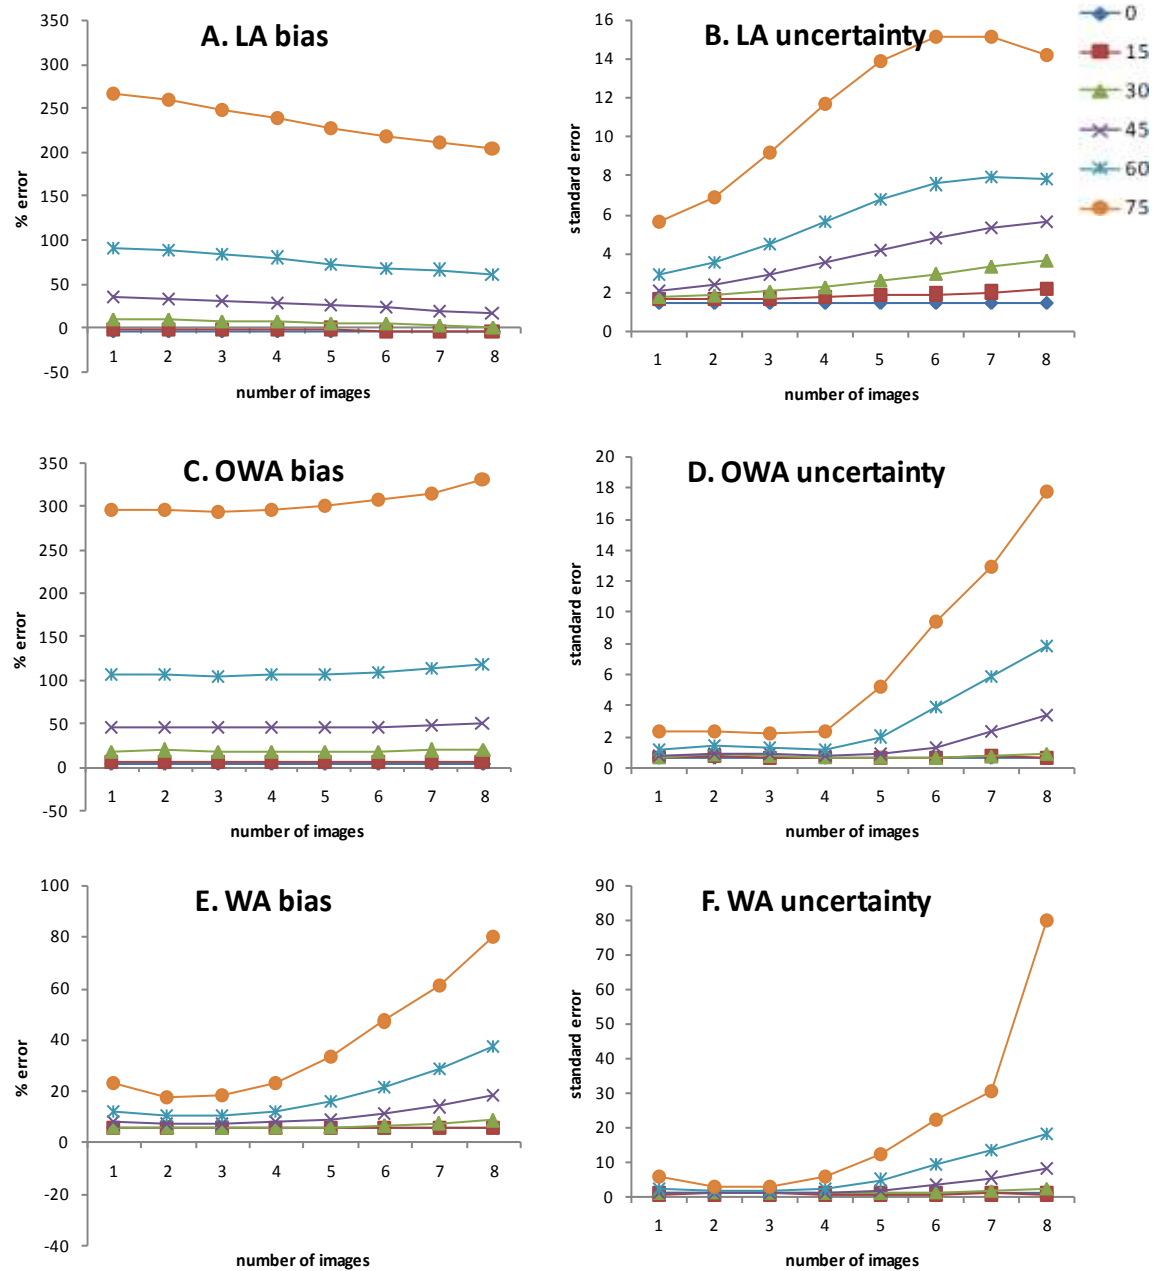 A. LA bias
350
300
250
200
150
100
50
0
-50
% error
1 2 3 4 5 6 7 8
number of images
B. LA uncertainty
16
14
12
10
8
6
4
2
0
standard error
1 2 3 4 5 6 7 8
number of images
0
15
30
45
60
75
C. OWA bias
350
300
250
200
150
100
50
0
-50
% error
1 2 3 4 5 6 7 8
number of images
D. OWA uncertainty
20
18
16
14
12
10
8
6
4
2
0
standard error
1 2 3 4 5 6 7 8
number of images
E. WA bias
100
80
60
40
20
0
-20
-40
% error
1 2 3 4 5 6 7 8
number of images
F. WA uncertainty
90
80
70
60
50
40
30
20
10
0
standard error
1 2 3 4 5 6 7 8
number of images